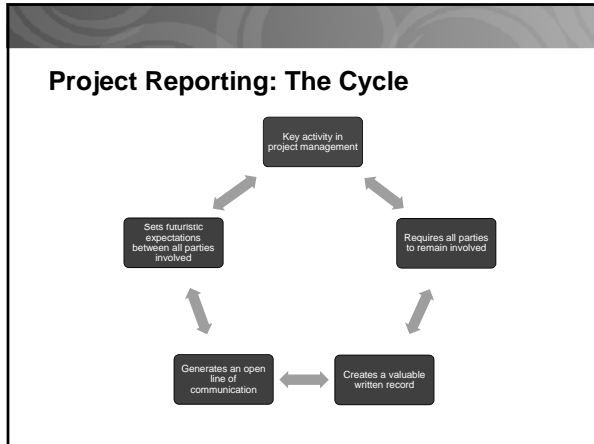 Project Reporting: The Cycle
Key activity in
project management
Requires all parties
to remain involved
Creates a valuable
written record
Generates an open
line of
communication
Sets futuristic
expectations
between all parties
involved